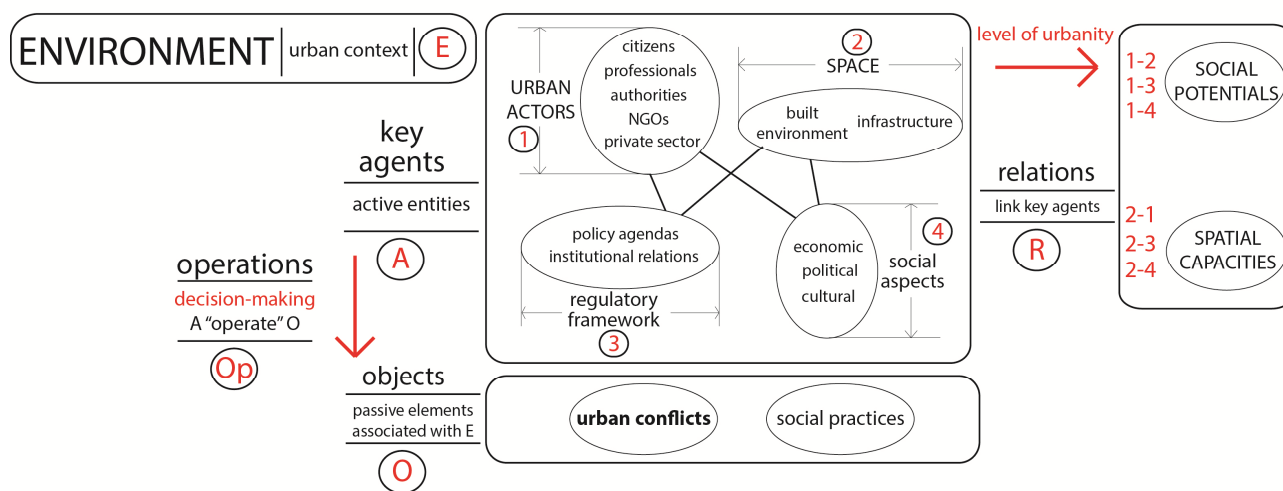 ENVIRONMENT urban context E
key
agents
active entities
A
operations
decision-making
A “operate” O
Op
objects
passive elements
associated with E
O
URBAN
ACTORS
1
citizens
professionals
authorities
NGOs
private sector
2
SPACE
built
environment
infrastructure
policy agendas
institutional relations
regulatory
framework
3
economic
political
cultural
4
social
aspects
urban conflicts
social practices
level of urbanity
relations
link key agents
R
1-2
1-3
1-4
SOCIAL
POTENTIALS
2-1
2-3
2-4
SPATIAL
CAPACITIES